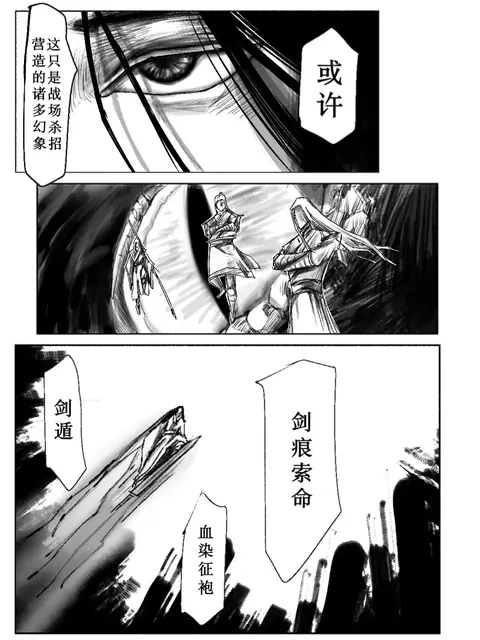 或许
这只是战场杀招
营造的诸多幻象
剑痕索命
血染征袍
剑遁